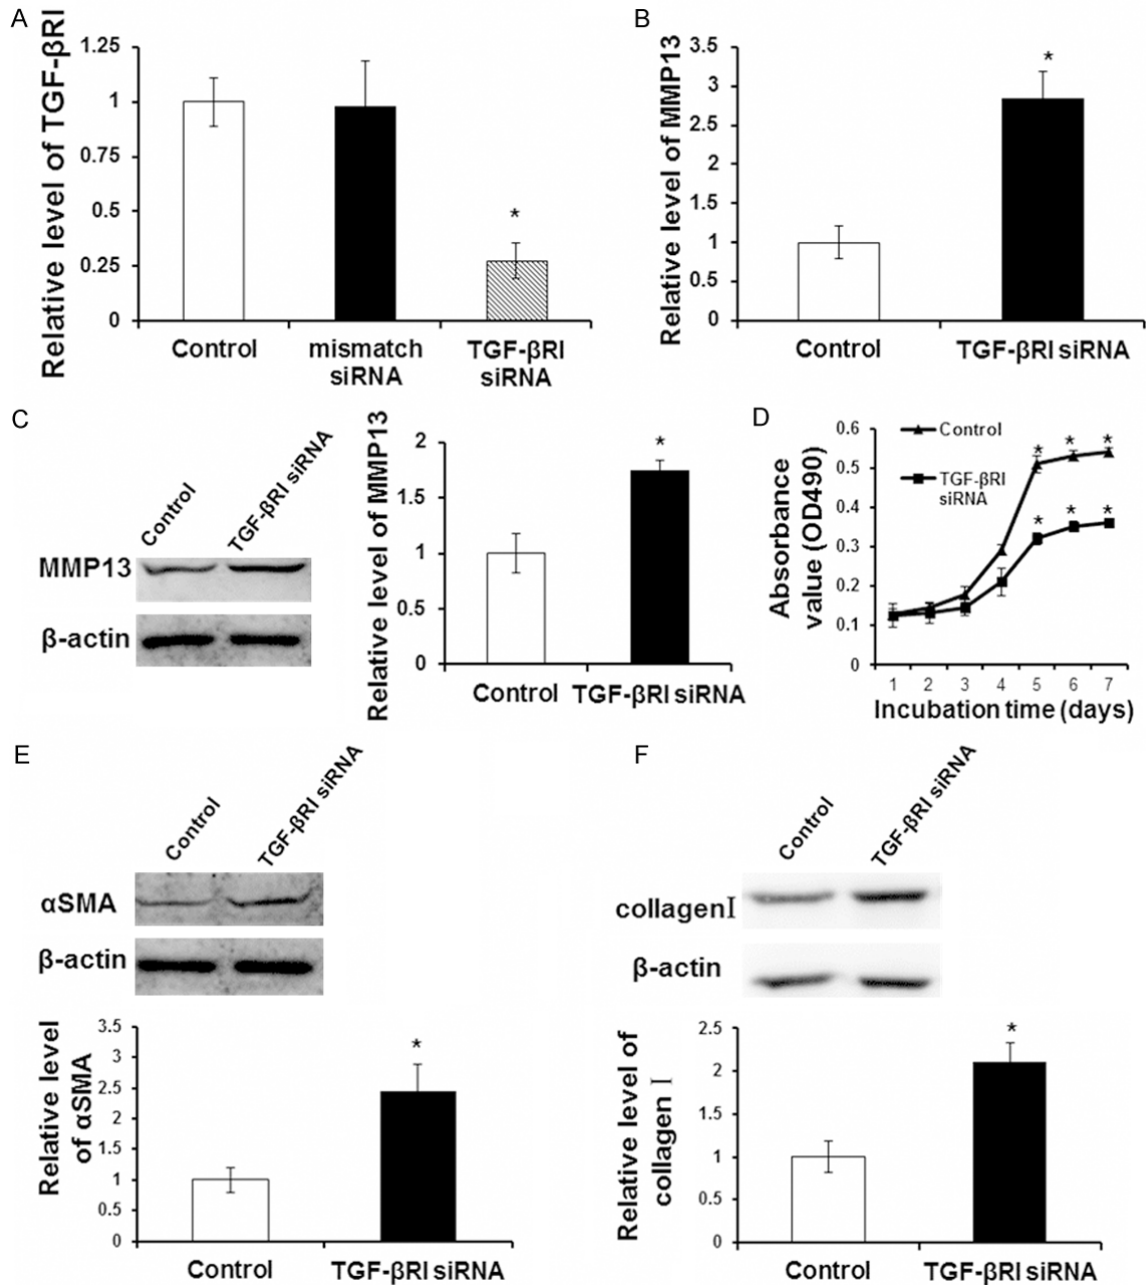 A
Relative level of TGF-βRI
1.25
1
0.75
0.5
0.25
0
*
Control
mismatch
siRNA
TGF-βRI
siRNA
B
Relative level of MMP13
3.5
3
2.5
2
1.5
1
0.5
0
*
Control
TGF-βRI siRNA
C
Control
TGF-βRI siRNA
MMP13
β-actin
Relative level of MMP13
2
1.5
1
0.5
0
*
Control
TGF-βRI siRNA
D
Absorbance
value (OD490)
0.6
0.5
0.4
0.3
0.2
0.1
0
Control
TGF-βRI
siRNA
* * *
* * *
1 2 3 4 5 6 7
Incubation time (days)
E
Control
TGF-βRI siRNA
αSMA
β-actin
Relative level
of αSMA
3.5
3
2.5
2
1.5
1
0.5
0
*
Control
TGF-βRI siRNA
F
Control
TGF-βRI siRNA
collagenⅠ
β-actin
Relative level of
collagen Ⅰ
2.5
2
1.5
1
0.5
0
*
Control
TGF-βRI siRNA